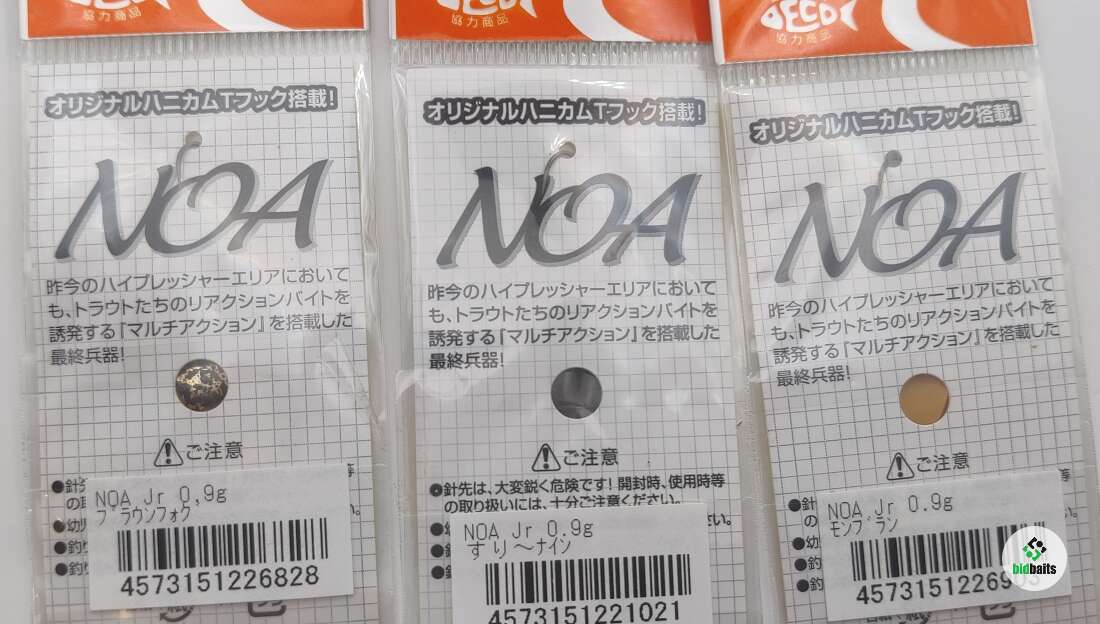 ECO
協力商品
オリジナルハニカムTフック搭載!
NOA
昨今のハイプレッシャーエリアにおいて
も、トラウトたちのリアクションバイトを
誘発する『マルチアクション』を搭載した
最終兵器!
ご注意
●針
の
●幼
●釣
●釣
NOA Jr 0,9g
ブラウンフォグ
4573151226828
ECO
協力商品
オリジナルハニカムTフック搭載!
NOA
昨今のハイプレッシャーエリアにおいて
も、トラウトたちのリアクションバイトを
誘発する『マルチアクション』を搭載した
最終兵器!
ご注意
●針先は、大変鋭く危険です!開封時、使用時等
の取り扱いには、十分ご注意ください。
NOA Jr 0.9g
すり〜ナイン
4573151221021
ECO
協力商品
オリジナルハニカムTフック搭載!
NOA
昨今のハイプレッシャーエリアにおいて
も、トラウトたちのリアクションバイトを
誘発する『マルチアクション』を搭載した
最終兵器!
ご注意
●針
の
●幼
●釣
●釣
NOA Jr 0.9g
モンブラン
45731512269
bidbaits